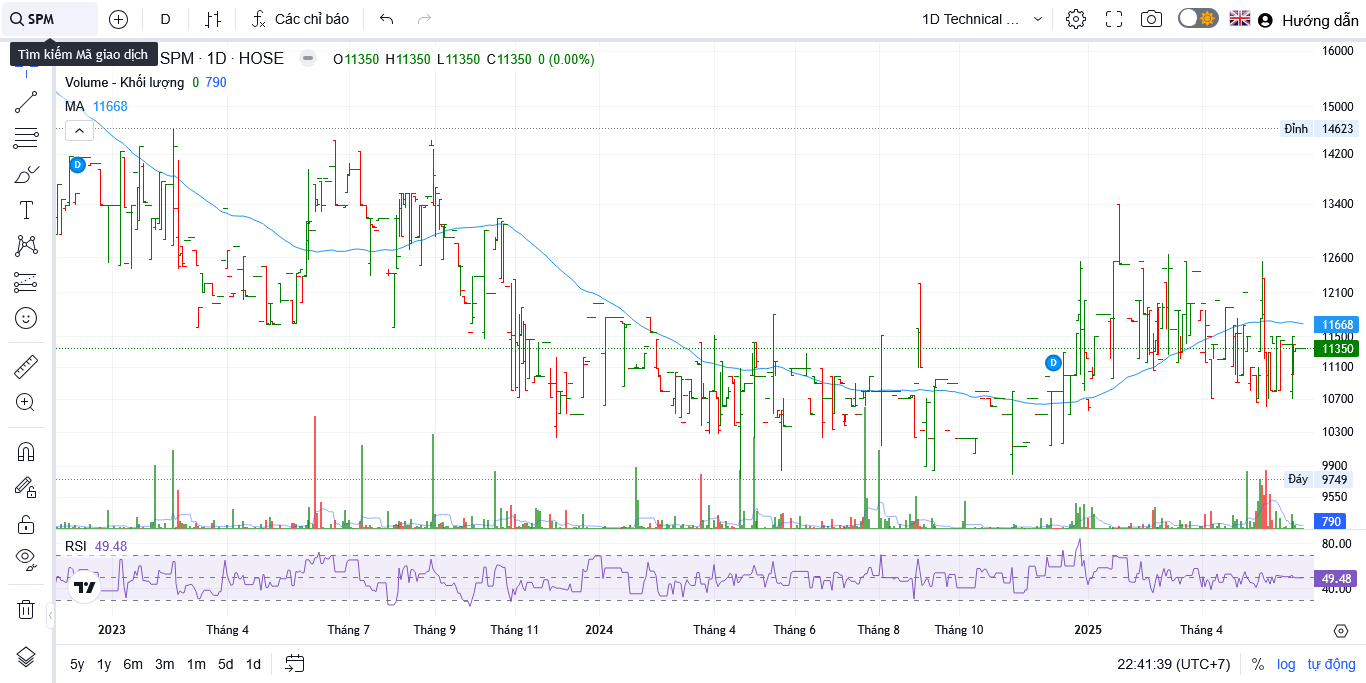 SPM D Các chỉ báo 1D Technical ... Hướng dẫn
Tìm kiếm Mã giao dịch
SPM · 1D · HOSE O11350 H11350 L11350 C11350 0 (0.00%)
Volume - Khối lượng 0 790
MA 11668
16000
15000
Đỉnh 14623
14200
D
13400
12600
12100
11668
11500
11350
D
11100
10700
10300
9900
Đáy 9749
9550
790
RSI 49.48
80.00
49.48
40.00
2023 Tháng 4 Tháng 7 Tháng 9 Tháng 11 2024 Tháng 4 Tháng 6 Tháng 8 Tháng 10 2025 Tháng 4
5y 1y 6m 3m 1m 5d 1d 22:41:39 (UTC+7) % log tự động